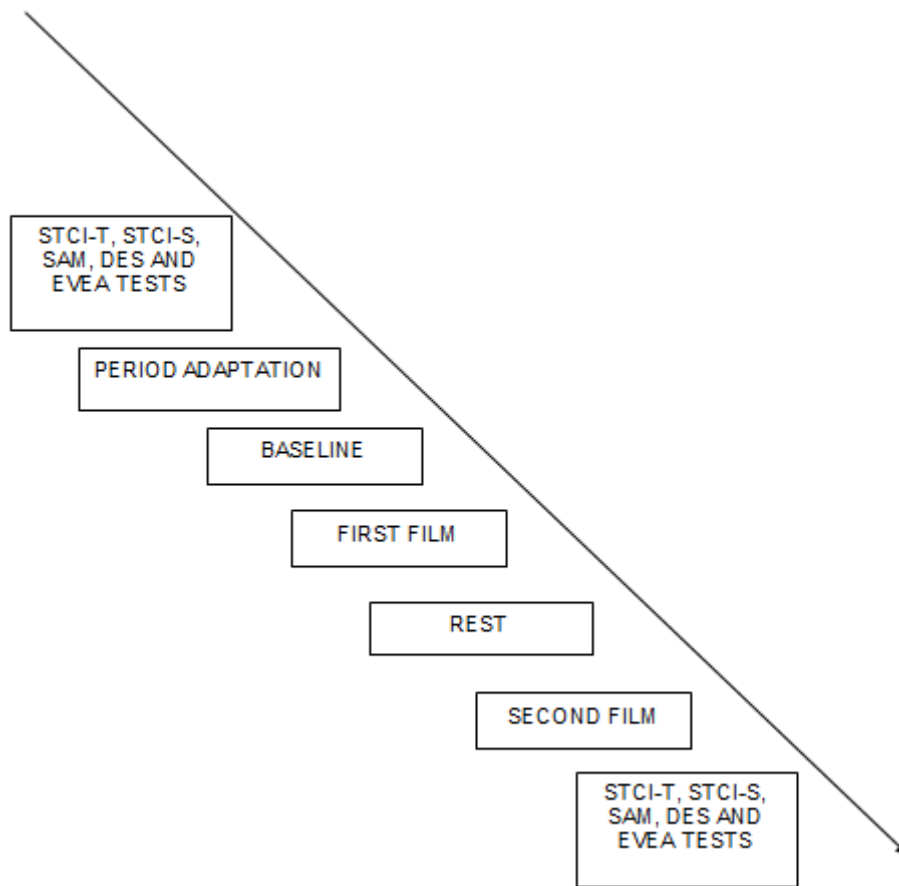 STCI-T, STCI-S,
SAM, DES AND
EVEA TESTS
PERIOD ADAPTATION
BASELINE
FIRST FILM
REST
SECOND FILM
STCI-T, STCI-S,
SAM, DES AND
EVEA TESTS